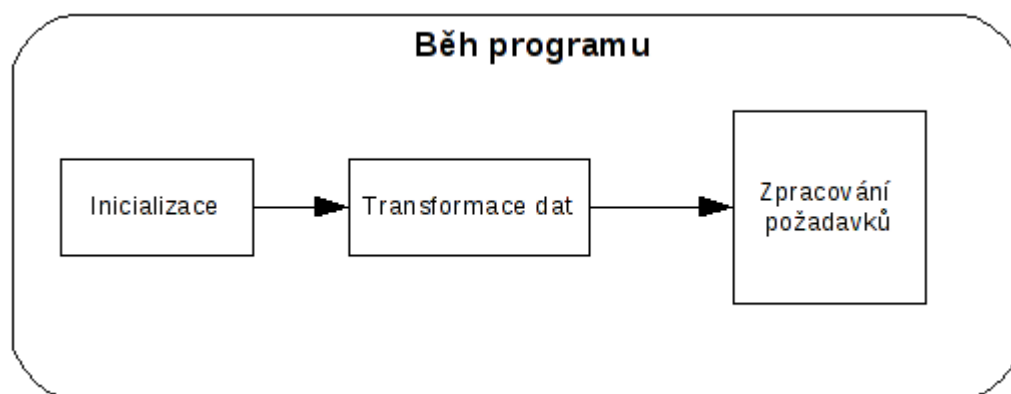 Běh programu
Inicializace
Transformace dat
Zpracování
požadavků